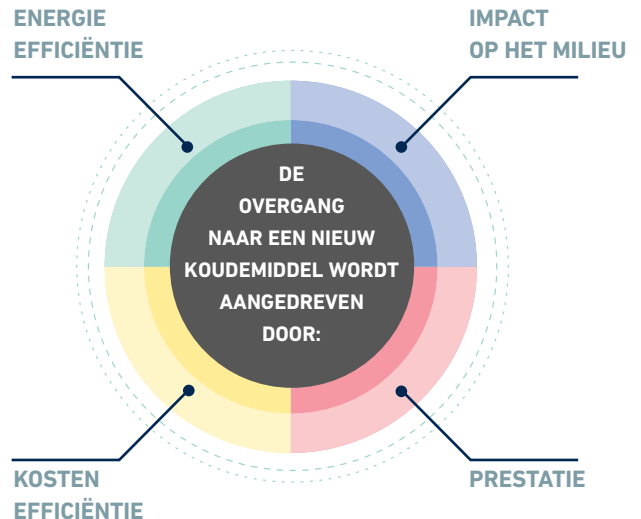 ENERGIE
EFFICIËNTIE
IMPACT
OP HET MILIEU
DE
OVERGANG
NAAR EEN NIEUW
KOUDEMIDDEL WORDT
AANGEDREVEN
DOOR:
KOSTEN
EFFICIËNTIE
PRESTATIE